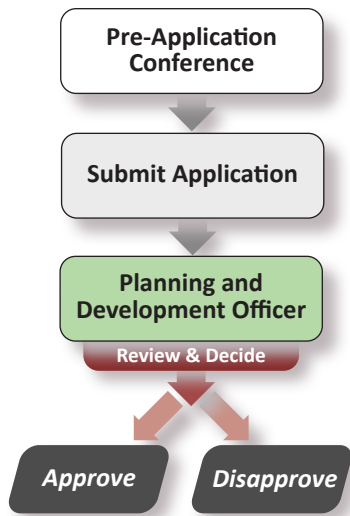 Pre-Application
Conference
Submit Application
Planning and
Development Officer
Review & Decide
Approve
Disapprove